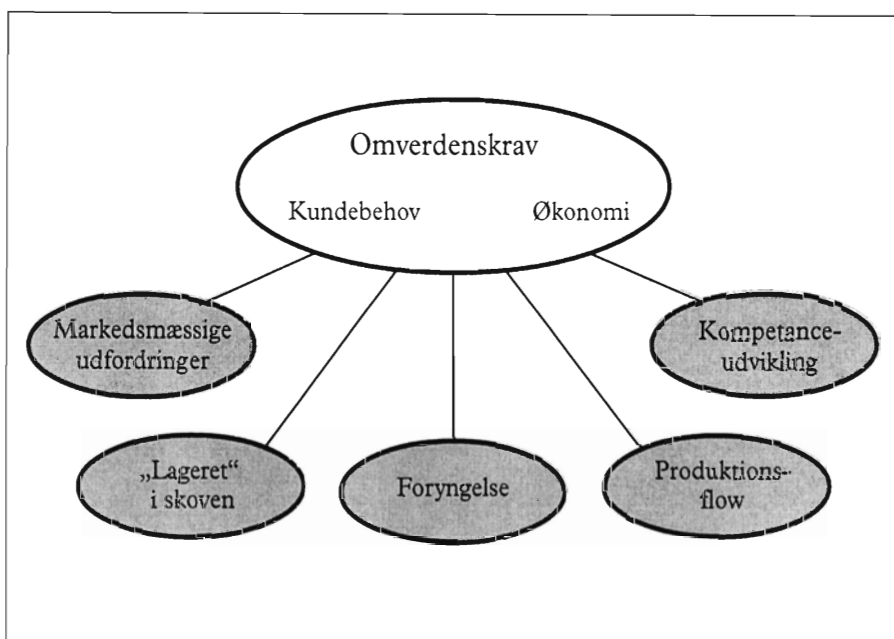 Omverdenskrav
Kundebehov Økonomi
Markedsmæssige
udfordringer
Kompetance-
udvikling
„Lageret“
i skoven
Foryngelse
Produktions-
flow